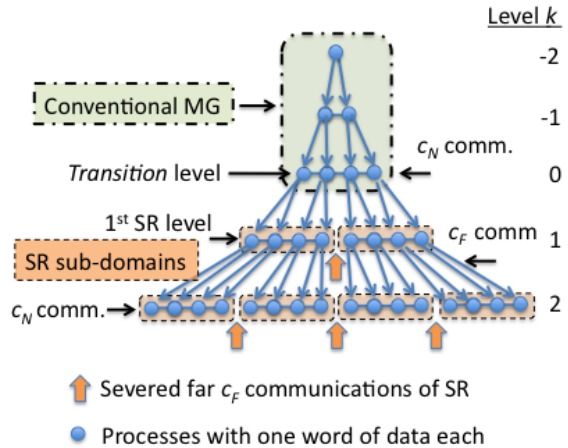 Level k
-2
Conventional MG
-1
c_N comm.
Transition level
0
1st SR level
c_F comm
1
SR sub-domains
c_N comm.
2
Severed far c_F communications of SR
Processes with one word of data each